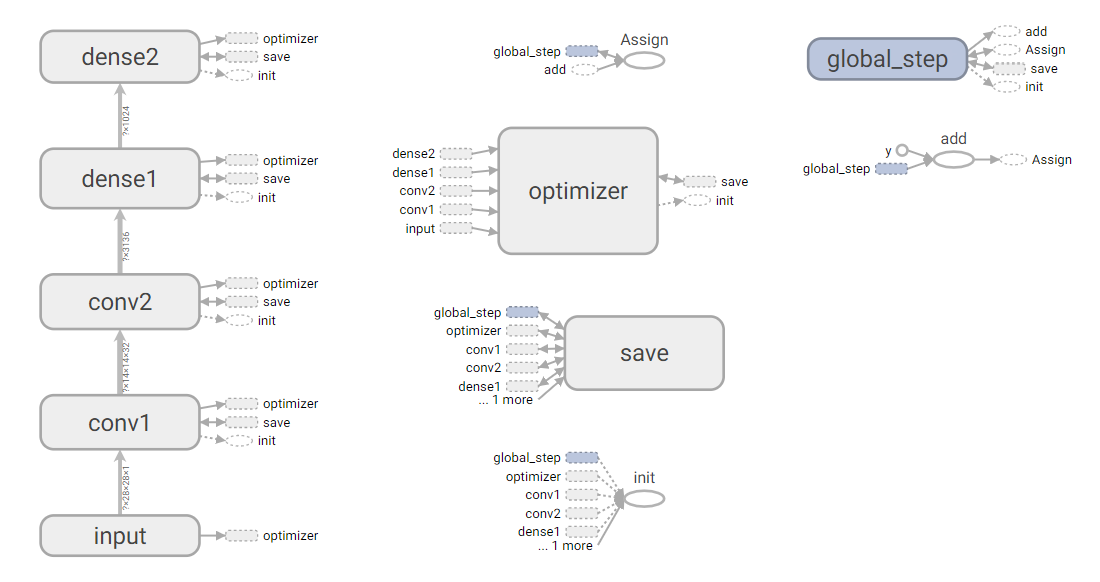 dense2
optimizer
save
init
?×1024
dense1
optimizer
save
init
?×3136
conv2
optimizer
save
init
?×14×14×32
conv1
optimizer
save
init
?×28×28×1
input
optimizer
Assign
global_step
add
dense2
dense1
conv2
conv1
input
optimizer
save
init
global_step
optimizer
conv1
conv2
dense1
... 1 more
save
init
global_step
optimizer
conv1
conv2
dense1
... 1 more
global_step
add
Assign
save
init
add
y
global_step
Assign